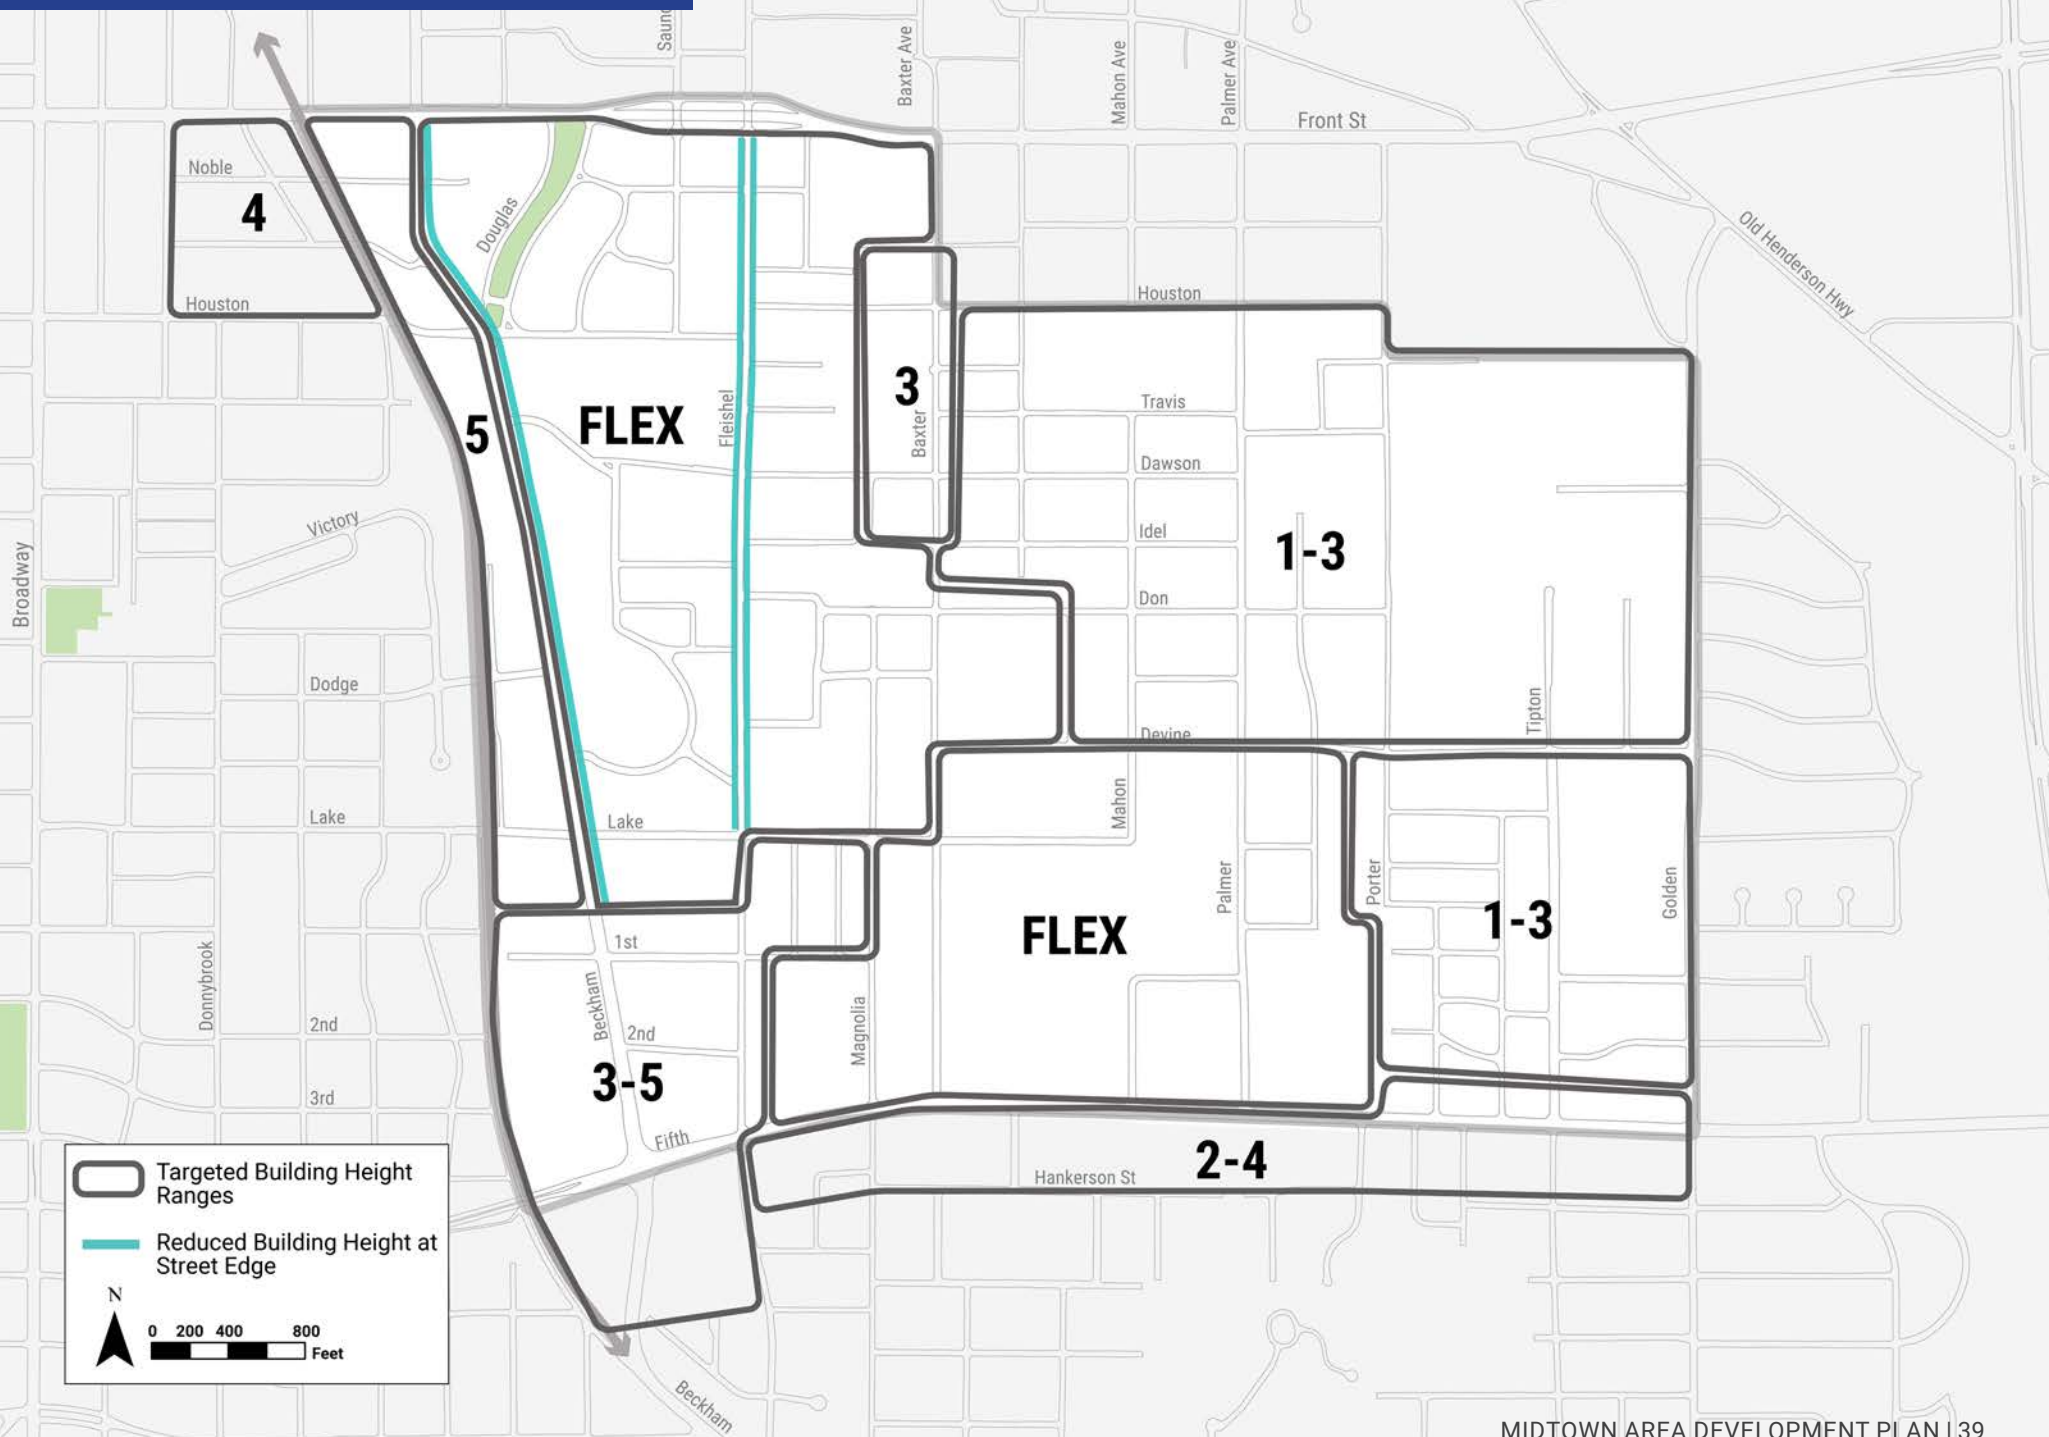 Saund
Baxter Ave
Mahon Ave
Palmer Ave
Front St
Noble
4
Douglas
Old Henderson Hwy
Houston
Houston
3
Baxter
5
FLEX
Fleishel
Travis
Dawson
Victory
Idel
1-3
Broadway
Don
Dodge
Tipton
Devine
Lake
Lake
Mahon
Palmer
Porter
Golden
1-3
FLEX
Donnybrook
1st
Beckham
2nd
2nd
Magnolia
3-5
3rd
Fifth
2-4
Hankerson St
Targeted Building Height
Ranges
Reduced Building Height at
Street Edge
N
0 200 400 800
Feet
Beckham
MIDTOWN AREA DEVELOPMENT PLAN | 39